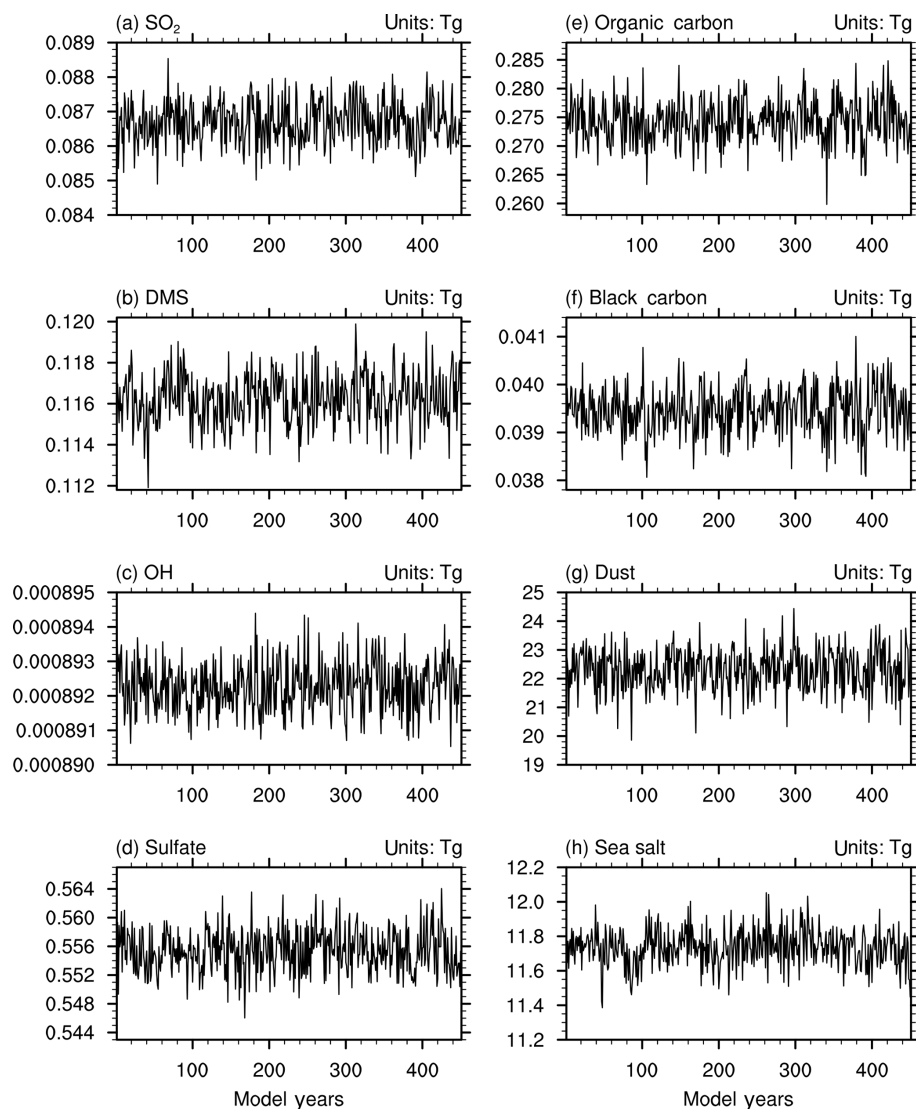 (a) SO2 Units: Tg
0.089
0.088
0.087
0.086
0.085
0.084
100 200 300 400
(b) DMS Units: Tg
0.120
0.118
0.116
0.114
0.112
100 200 300 400
(c) OH Units: Tg
0.000895
0.000894
0.000893
0.000892
0.000891
0.000890
100 200 300 400
(d) Sulfate Units: Tg
0.564
0.560
0.556
0.552
0.548
0.544
100 200 300 400
Model years
(e) Organic carbon Units: Tg
0.285
0.280
0.275
0.270
0.265
0.260
100 200 300 400
(f) Black carbon Units: Tg
0.041
0.040
0.039
0.038
100 200 300 400
(g) Dust Units: Tg
25
24
23
22
21
20
19
100 200 300 400
(h) Sea salt Units: Tg
12.2
12.0
11.8
11.6
11.4
11.2
100 200 300 400
Model years